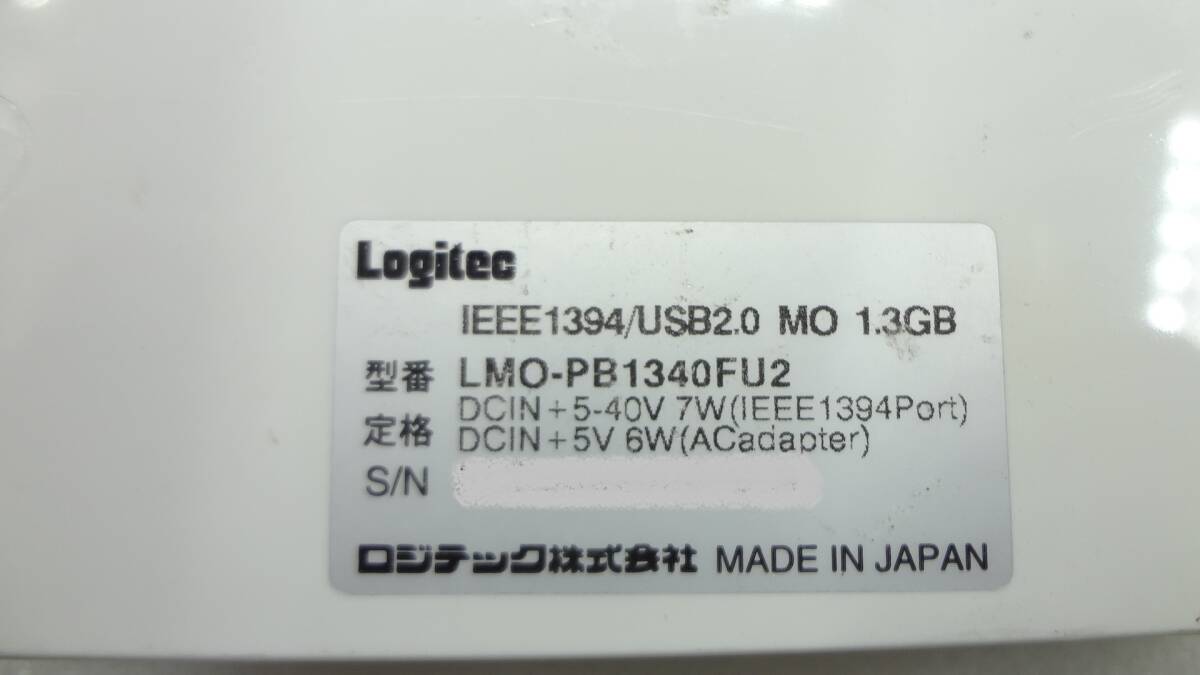 Logitec
IEEE1394/USB2.0 MO 1.3GB
型番 LMO-PB1340FU2
定格 DCIN+5-40V 7W(IEEE1394Port)
DCIN+5V 6W(ACadapter)
S/N
ロジテック株式会社 MADE IN JAPAN